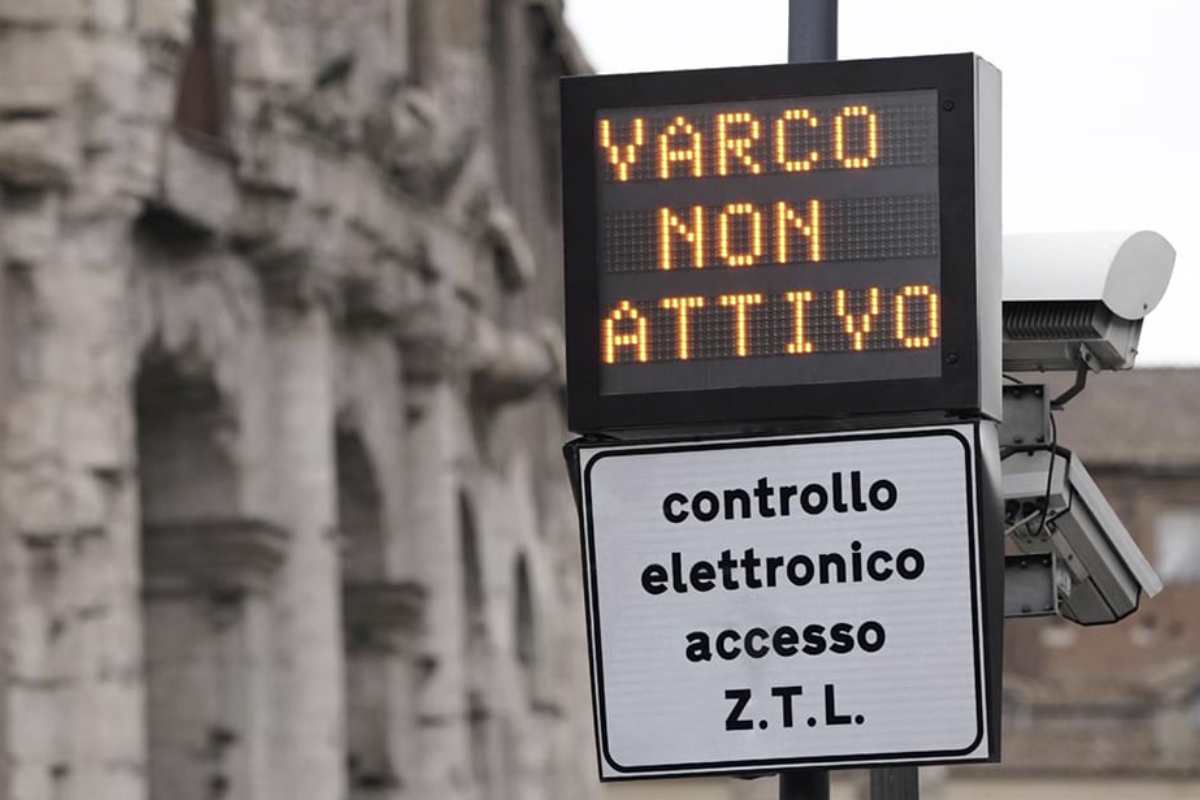 VARCO
NON
ATTIVO
controllo
elettronico
accesso
Z.T.L.